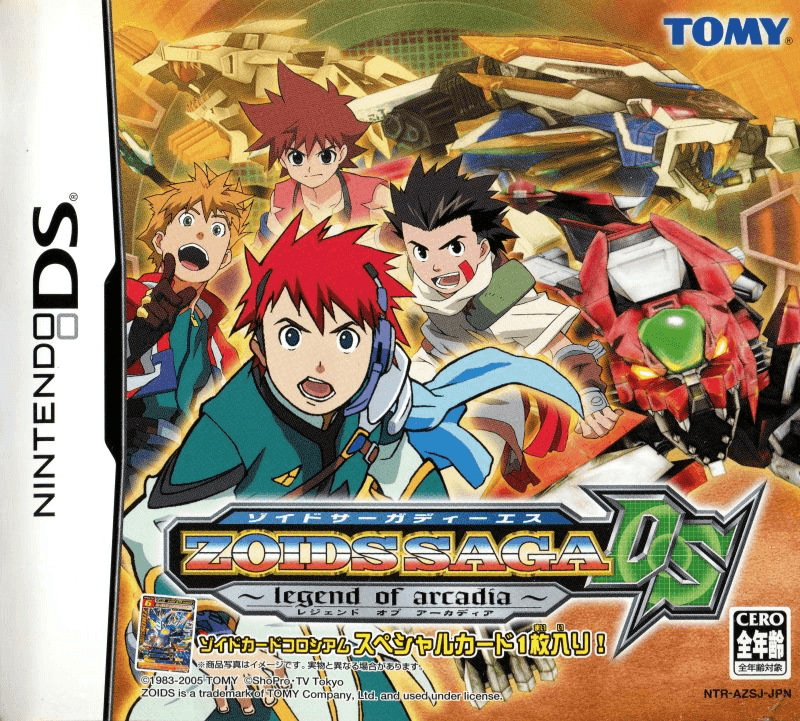 TOMY®
NINTENDO DS®
ゾイドサーガディーエス
ZOIDS SAGA DS
~legend of arcadia~
レジェンド オブ アーカディア
ゾイドカードコロシアム スペシャルカード1枚入り!
まい い
※商品写真はイメージです。実物と異なる場合があります。
©1983-2005 TOMY ©ShoPro・TV Tokyo
ZOIDS is a trademark of TOMY Company, Ltd. and used under license.
CERO
全年齢
全年齢対象
NTR-AZSJ-JPN